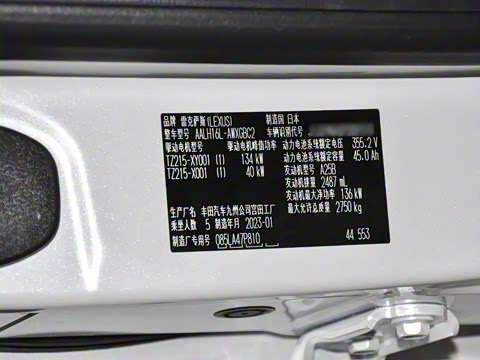 品牌 雷克萨斯(LEXUS) 制造国 日本
整车型号 AALH16L-AWXGBC2 车辆识别代号
驱动电机型号 驱动电机峰值功率 动力电池系统额定电压 355.2 V
TZ215-XY001 (1) 134 kW 动力电池系统额定容量 45.0 Ah
TZ215-X001 (1) 40 kW 发动机型号 A25B
发动机排量 2487 mL
发动机最大净功率 136 kW
生产厂名 丰田汽车九州公司宫田工厂 最大允许总质量 2750 kg
乘坐人数 5 制造年月 2023-01
制造厂专用号 085LA47P810 44 553